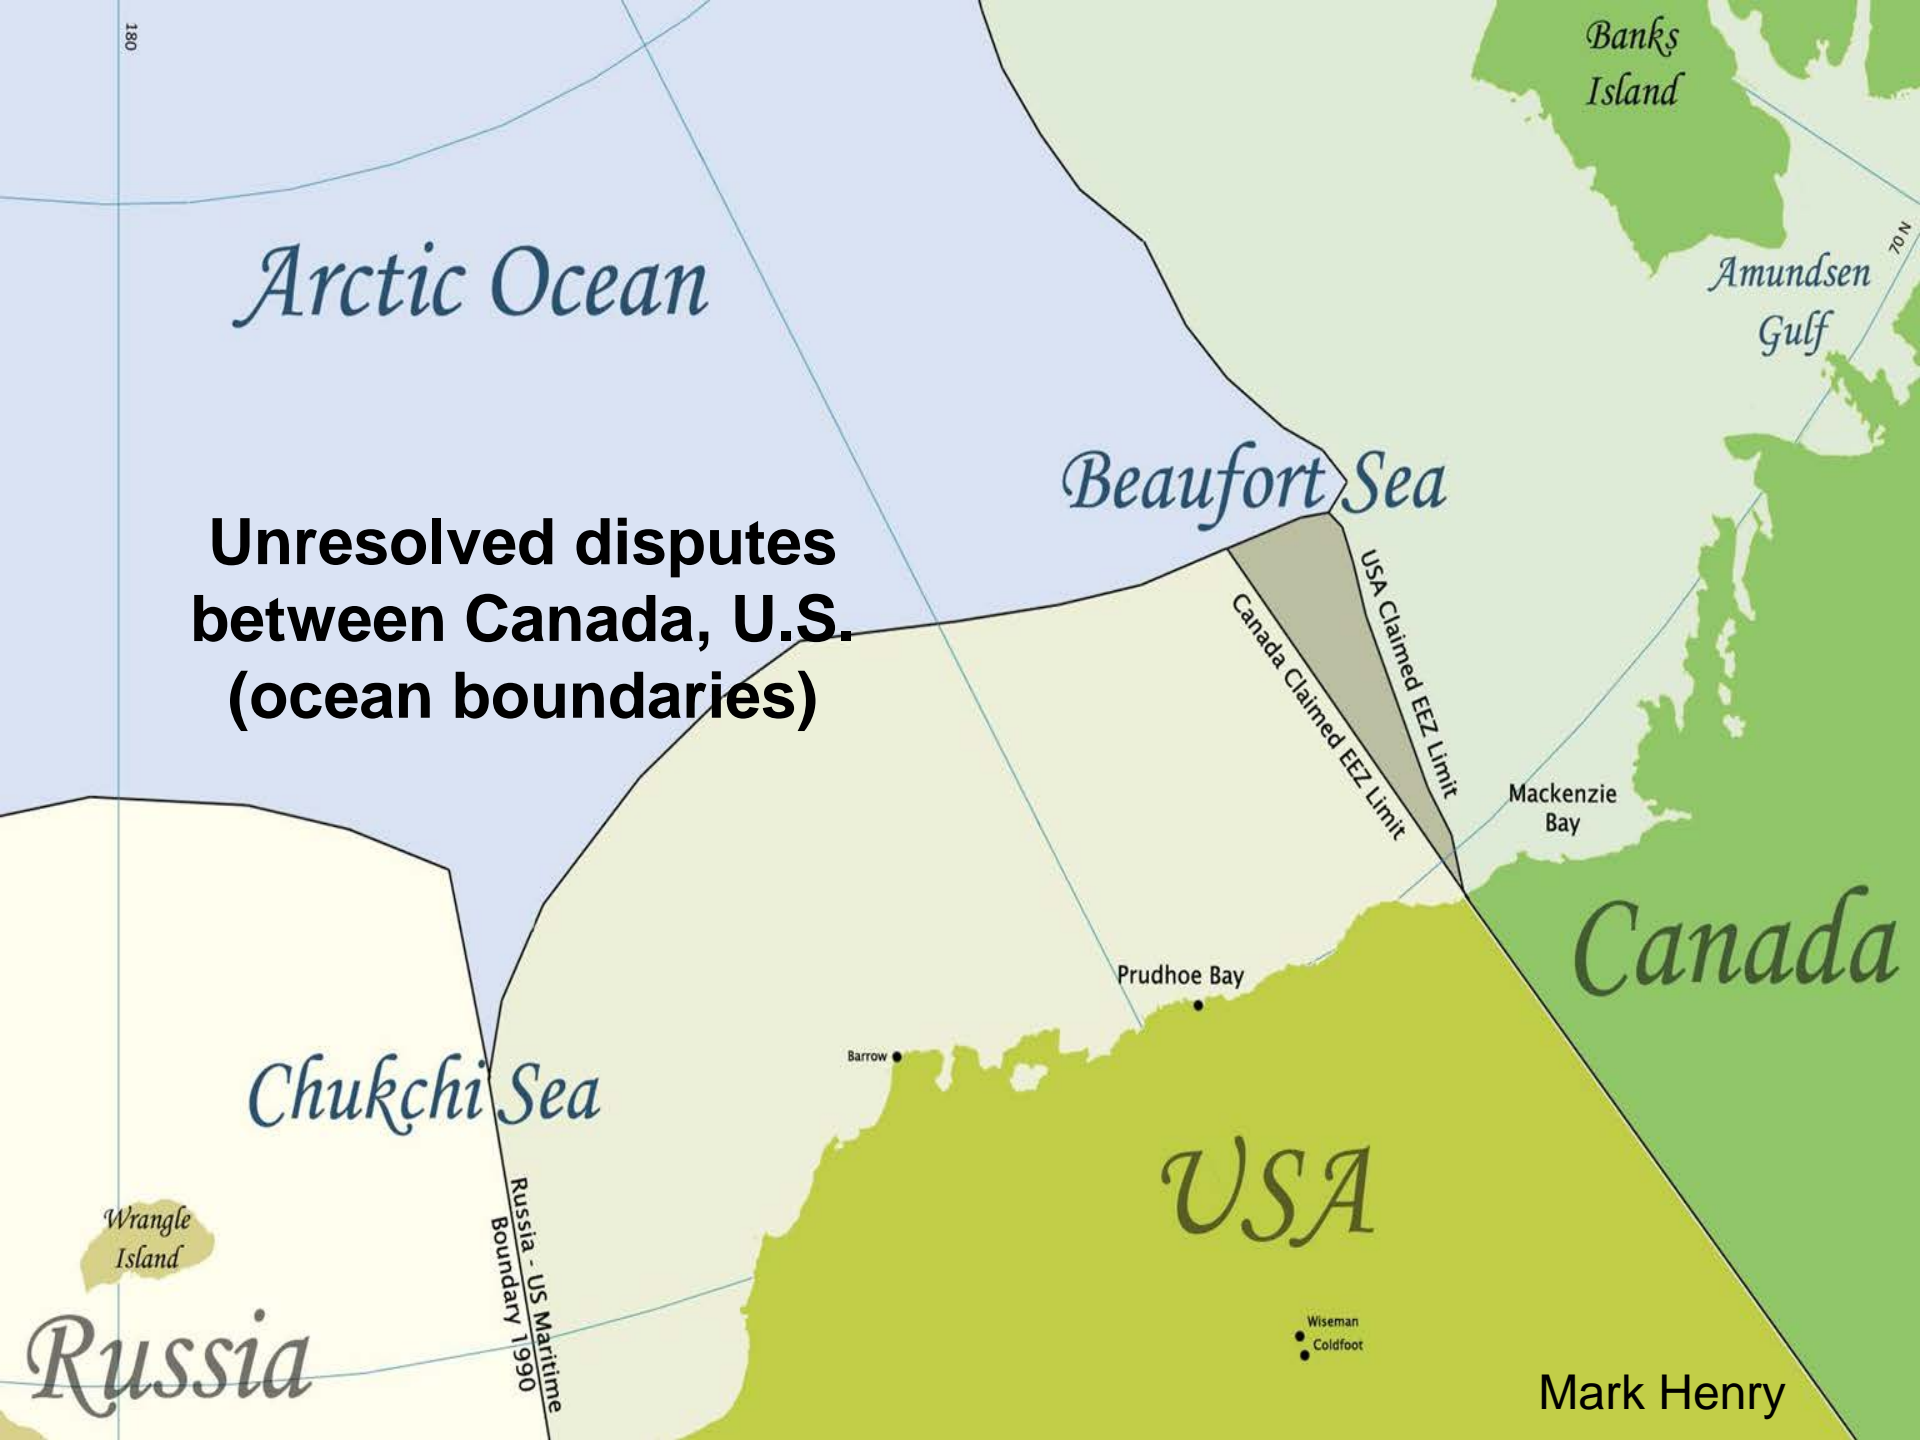 180
Banks
Island
70 N
Arctic Ocean
Amundsen
Gulf
Beaufort Sea
Unresolved disputes
between Canada, U.S.
(ocean boundaries)
USA Claimed EEZ Limit
Canada Claimed EEZ Limit
Mackenzie
Bay
Canada
Prudhoe Bay
Barrow
Chukchi Sea
USA
Russia - US Maritime
Boundary 1990
Wrangle
Island
Russia
Wiseman
Coldfoot
Mark Henry